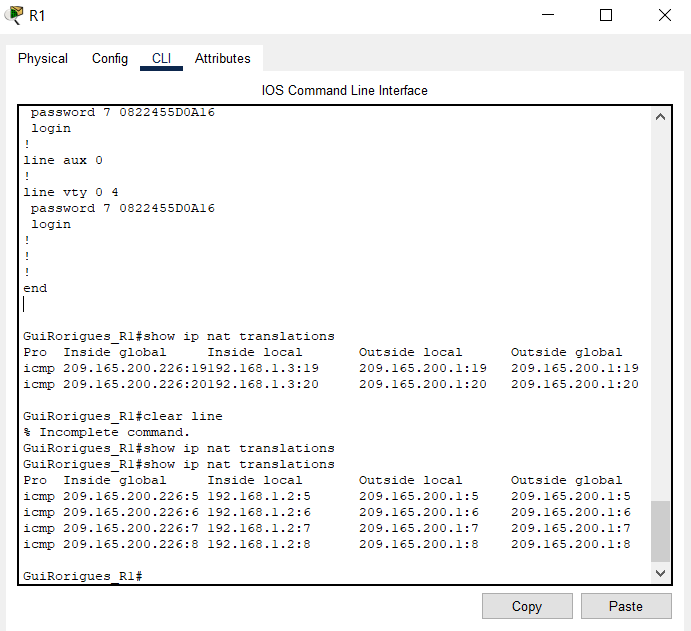 R1
Physical Config CLI Attributes
IOS Command Line Interface
password 7 0822455D0A16
login
!
line aux 0
!
line vty 0 4
password 7 0822455D0A16
login
!
!
!
end
GuiRorigues_R1#show ip nat translations
Pro Inside global Inside local Outside local Outside global
icmp 209.165.200.226:19192.168.1.3:19 209.165.200.1:19 209.165.200.1:19
icmp 209.165.200.226:20192.168.1.3:20 209.165.200.1:20 209.165.200.1:20
GuiRorigues_R1#clear line
% Incomplete command.
GuiRorigues_R1#show ip nat translations
GuiRorigues_R1#show ip nat translations
Pro Inside global Inside local Outside local Outside global
icmp 209.165.200.226:5 192.168.1.2:5 209.165.200.1:5 209.165.200.1:5
icmp 209.165.200.226:6 192.168.1.2:6 209.165.200.1:6 209.165.200.1:6
icmp 209.165.200.226:7 192.168.1.2:7 209.165.200.1:7 209.165.200.1:7
icmp 209.165.200.226:8 192.168.1.2:8 209.165.200.1:8 209.165.200.1:8
GuiRorigues_R1#
Copy Paste